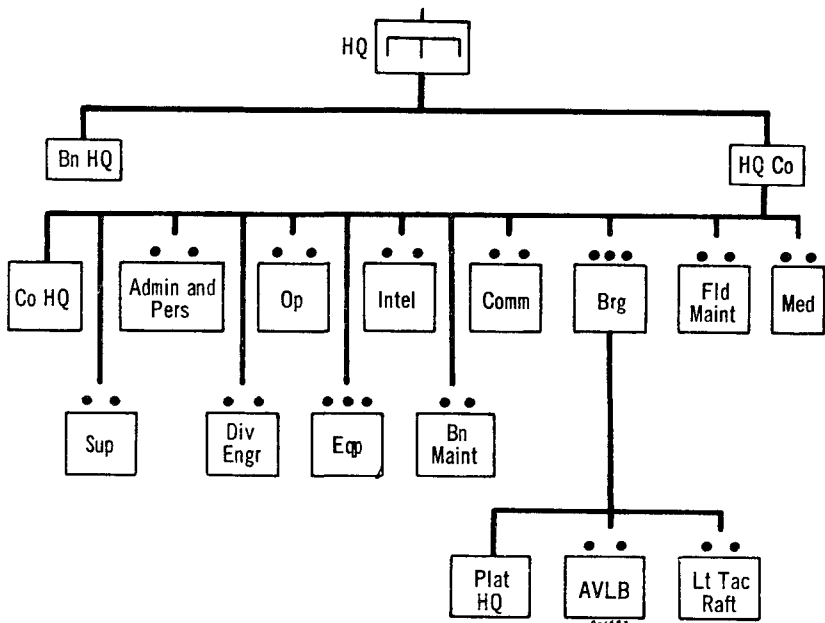 HQ
Bn HQ
HQ Co
Co HQ
Admin and
Pers
Op
Intel
Comm
Brg
Fld
Maint
Med
Sup
Div
Engr
Eqp
Bn
Maint
Plat
HQ
AVLB
Lt Tac
Raft